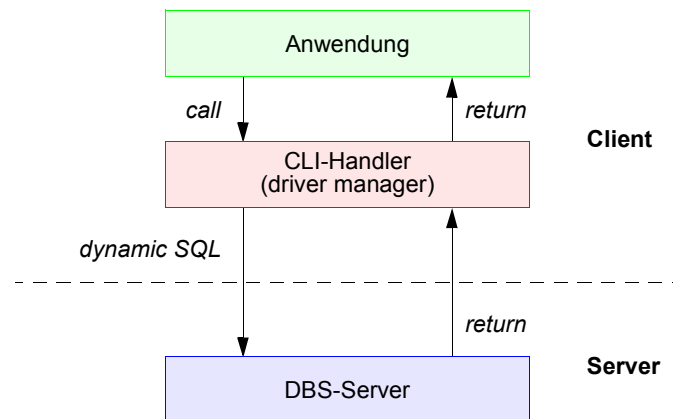 Anwendung
call
return
Client
CLI-Handler
(driver manager)
dynamic SQL
return
Server
DBS-Server